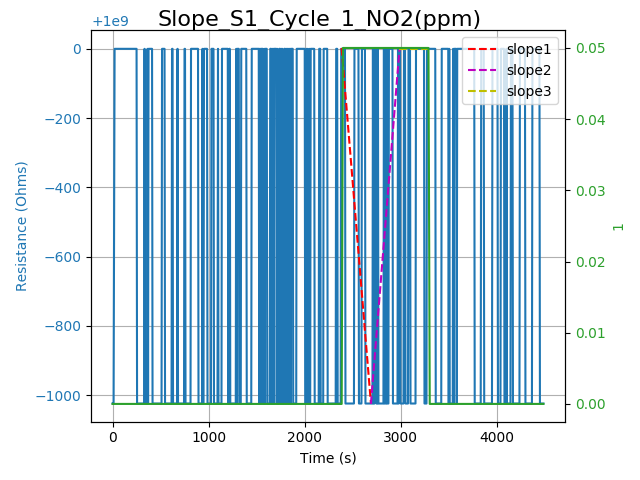 Slope_S1_Cycle_1_NO2(ppm)
+1e9
0
−200
−400
−600
−800
−1000
Resistance (Ohms)
0
1000
2000
3000
4000
Time (s)
0.05
0.04
0.03
0.02
0.01
0.00
1
slope1
slope2
slope3